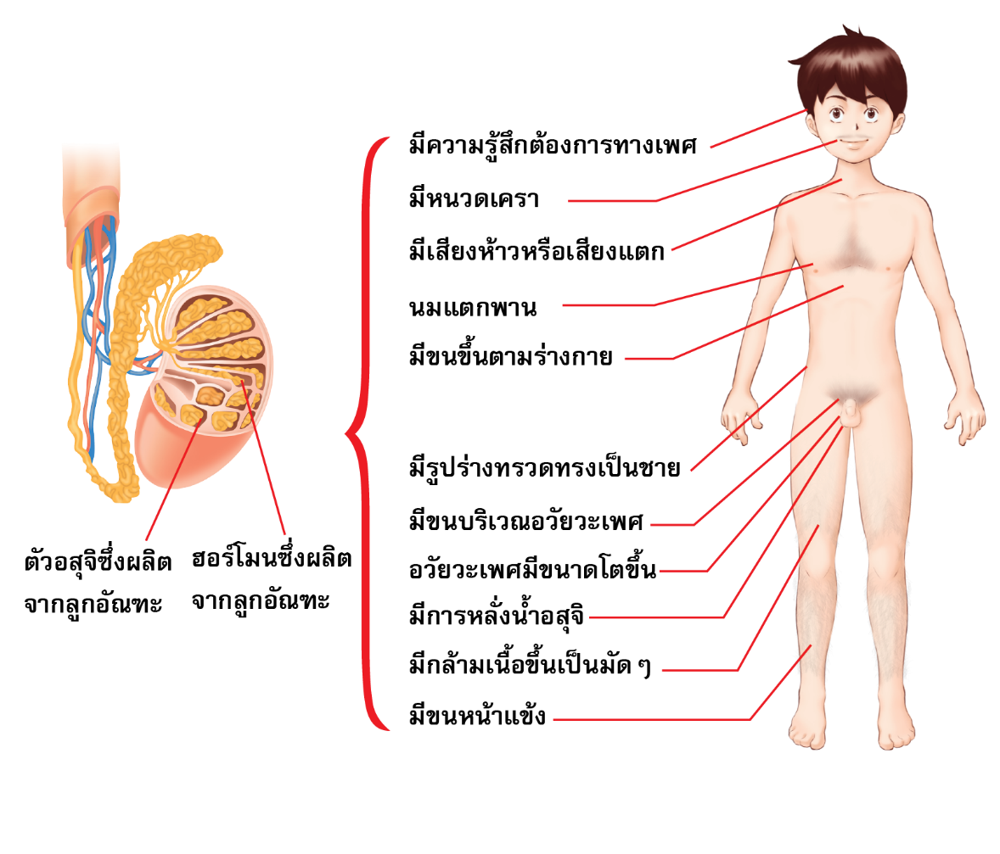 มีความรู้สึกต้องการทางเพศ
มีหนวดเครา
มีเสียงห้าวหรือเสียงแตก
นมแตกพาน
มีขนขึ้นตามร่างกาย
มีรูปร่างทรวดทรงเป็นชาย
มีขนบริเวณอวัยวะเพศ
อวัยวะเพศมีขนาดโตขึ้น
มีการหลั่งน้ำอสุจิ
มีกล้ามเนื้อขึ้นเป็นมัด ๆ
มีขนหน้าแข้ง
ตัวอสุจิซึ่งผลิต
จากลูกอัณฑะ
ฮอร์โมนซึ่งผลิต
จากลูกอัณฑะ